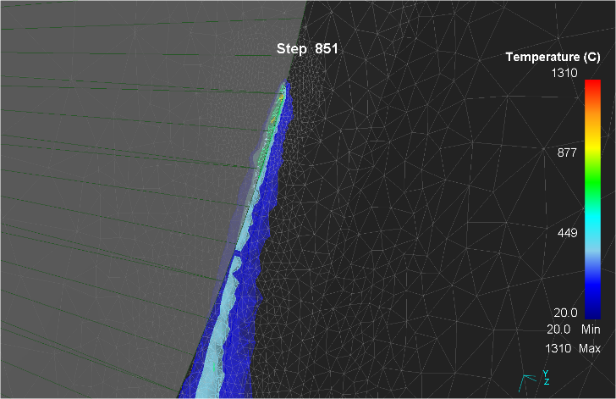 Step 851
Temperature (C)
1310
877
449
20.0
20.0 Min
1310 Max
Y
Z